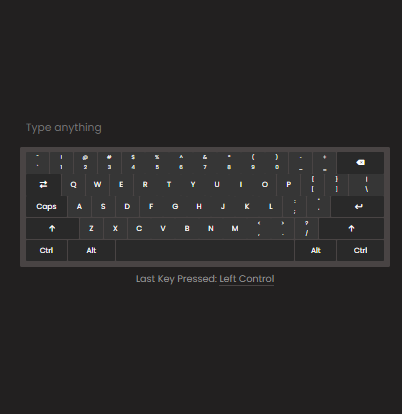 Type anything
~ ! @ # $ % ^ & * ( ) - +
` 1 2 3 4 5 6 7 8 9 0 _ =
Q W E R T Y U I O P { [ } ] | \
Caps A S D F G H J K L : ; " '
Z X C V B N M < , > . ? /
Ctrl Alt Alt Ctrl
Last Key Pressed: Left Control